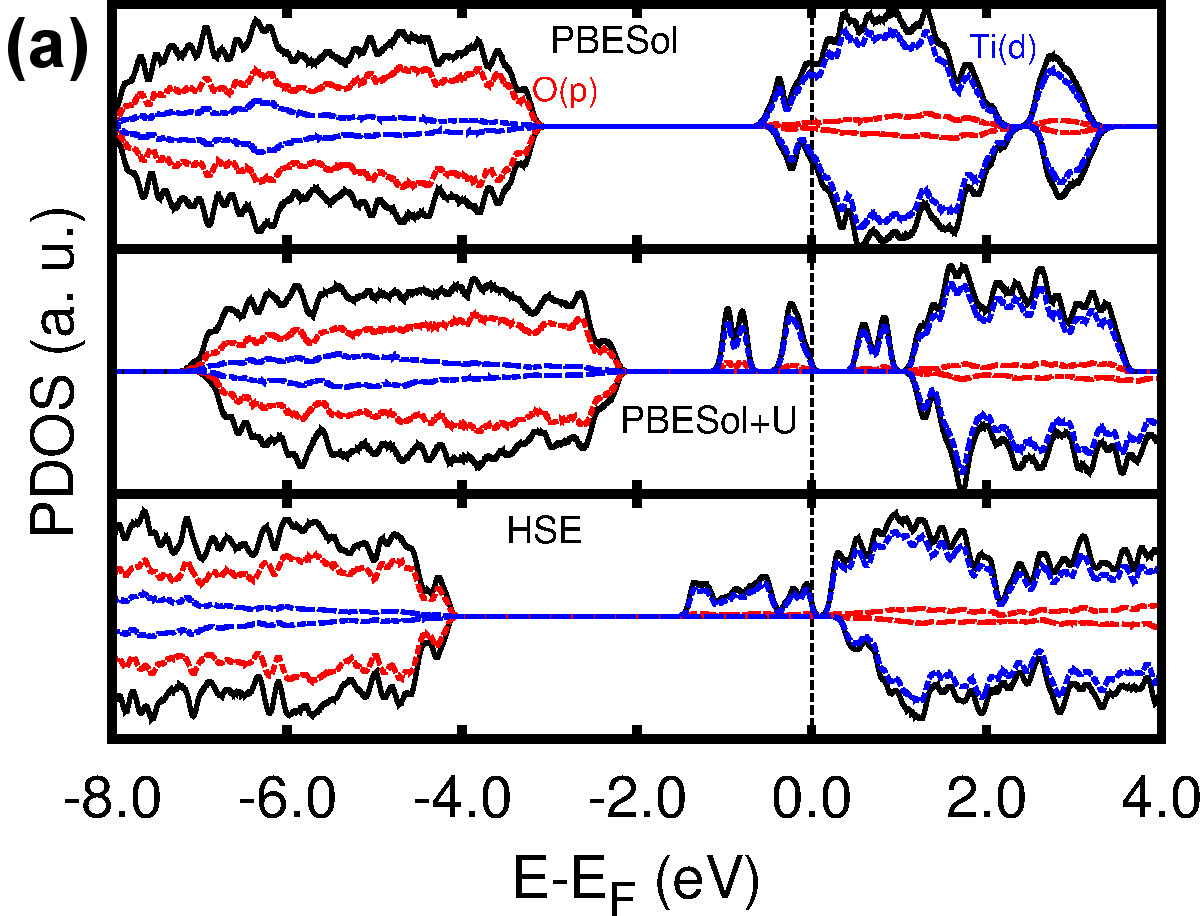 (a)
PBESol
Ti(d)
O(p)
PBESol+U
HSE
PDOS (a. u.)
-8.0 -6.0 -4.0 -2.0 0.0 2.0 4.0
E-E_F (eV)